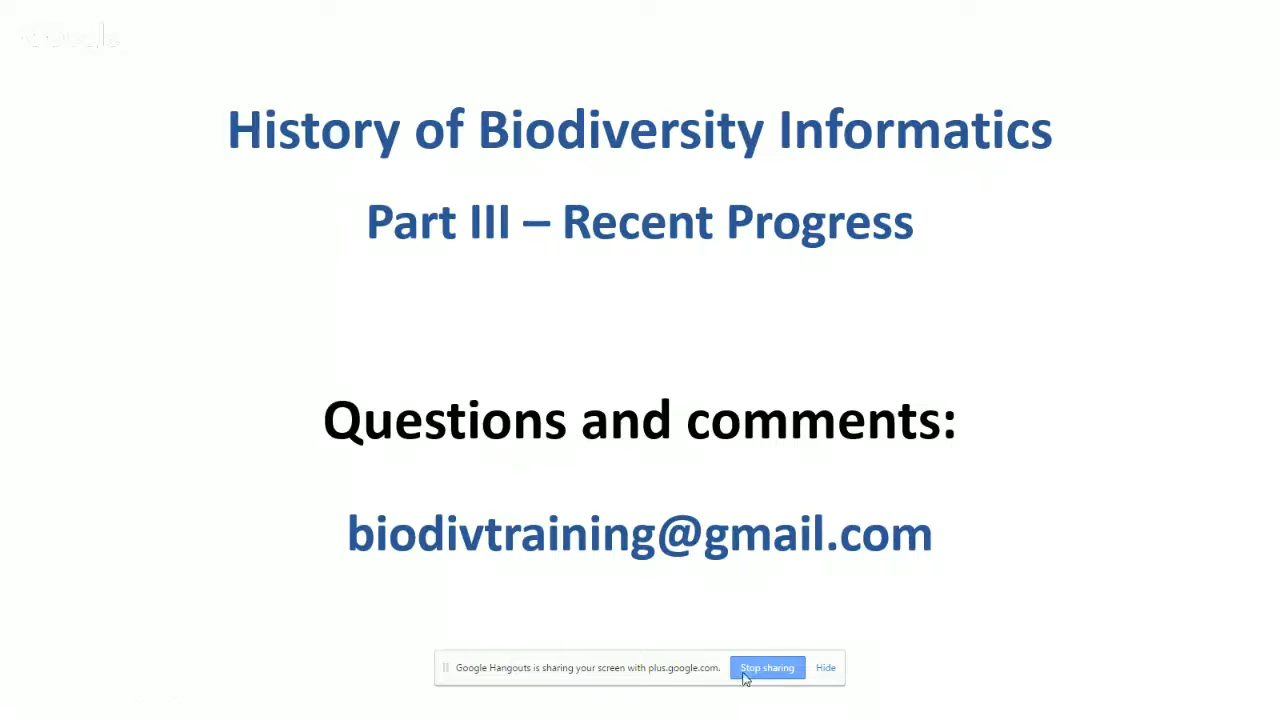 History of Biodiversity Informatics
Part III – Recent Progress
Questions and comments:
biodivtraining@gmail.com
Google Hangouts is sharing your screen with plus.google.com. Stop sharing Hide